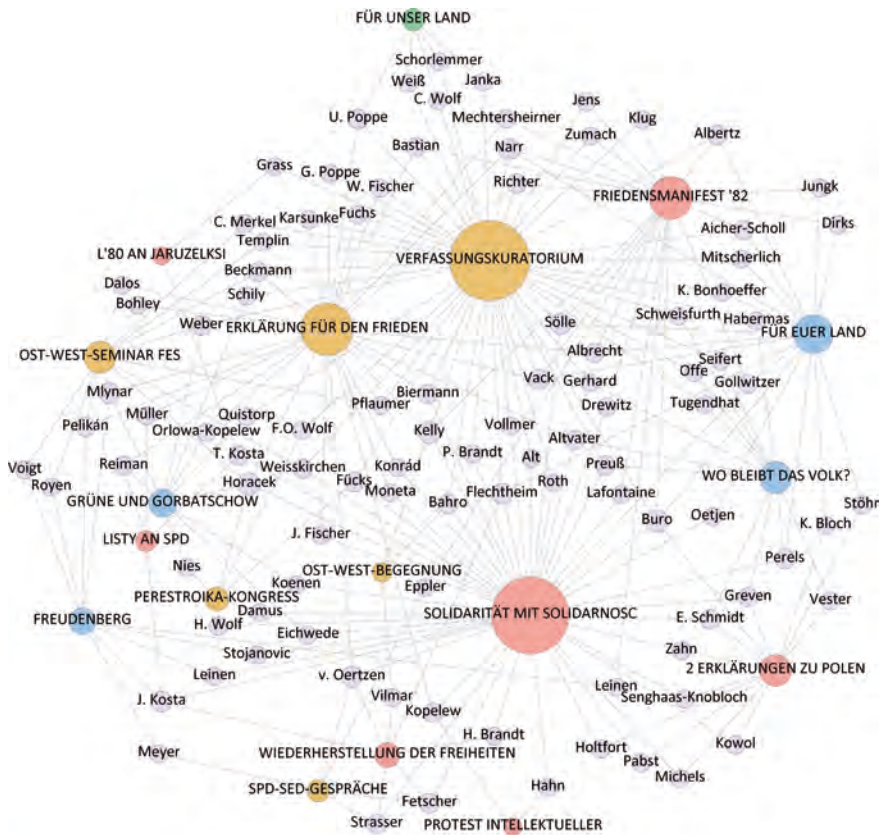 FÜR UNSER LAND
Schorlemmer
Weiß
Janka
C. Wolf
Jens
U. Poppe
Mechtersheirner
Klug
Zumach
Albertz
Bastian
Narr
Grass
G. Poppe
W. Fischer
Richter
Jungk
FRIEDENSMANIFEST '82
C. Merkel
Karsunke
Fuchs
Dirks
Aicher-Scholl
Templin
L'80 AN JARUZELKSI
VERFASSUNGSKURATORIUM
Mitscherlich
Beckmann
Dalos
K. Bonhoeffer
Bohley
Schily
Schweisfurth
Habermas
Weber
ERKLÄRUNG FÜR DEN FRIEDEN
Sölle
FÜR EUER LAND
OST-WEST-SEMINAR FES
Albrecht
Seifert
Offe
Vack
Gerhard
Gollwitzer
Mlynar
Biermann
Pflaumer
Drewitz
Tugendhat
Müller
Quistorp
Pelikán
Orlowa-Kopelew
F.O. Wolf
Kelly
Vollmer
Altvater
T. Kosta
P. Brandt
Alt
Voigt
Reiman
Weisskirchen
Konrád
Preuß
Royen
Horacek
Fücks
Moneta
Flechtheim
Roth
WO BLEIBT DAS VOLK?
GRÜNE UND GORBATSCHOW
Bahro
Lafontaine
Stöhr
Buro
Oetjen
K. Bloch
LISTY AN SPD
J. Fischer
Nies
OST-WEST-BEGEGNUNG
Perels
Koenen
Eppler
PERESTROIKA-KONGRESS
Greven
Vester
FREUDENBERG
Damus
SOLIDARITÄT MIT SOLIDARNOSC
E. Schmidt
H. Wolf
Eichwede
Stojanovic
Zahn
Leinen
v. Oertzen
2 ERKLÄRUNGEN ZU POLEN
Leinen
J. Kosta
Vilmar
Senghaas-Knobloch
Kopelew
H. Brandt
Meyer
WIEDERHERSTELLUNG DER FREIHEITEN
Holtfort
Kowol
Pabst
Michels
SPD-SED-GESPRÄCHE
Hahn
Fetscher
Strasser
PROTEST INTELLEKTUELLER